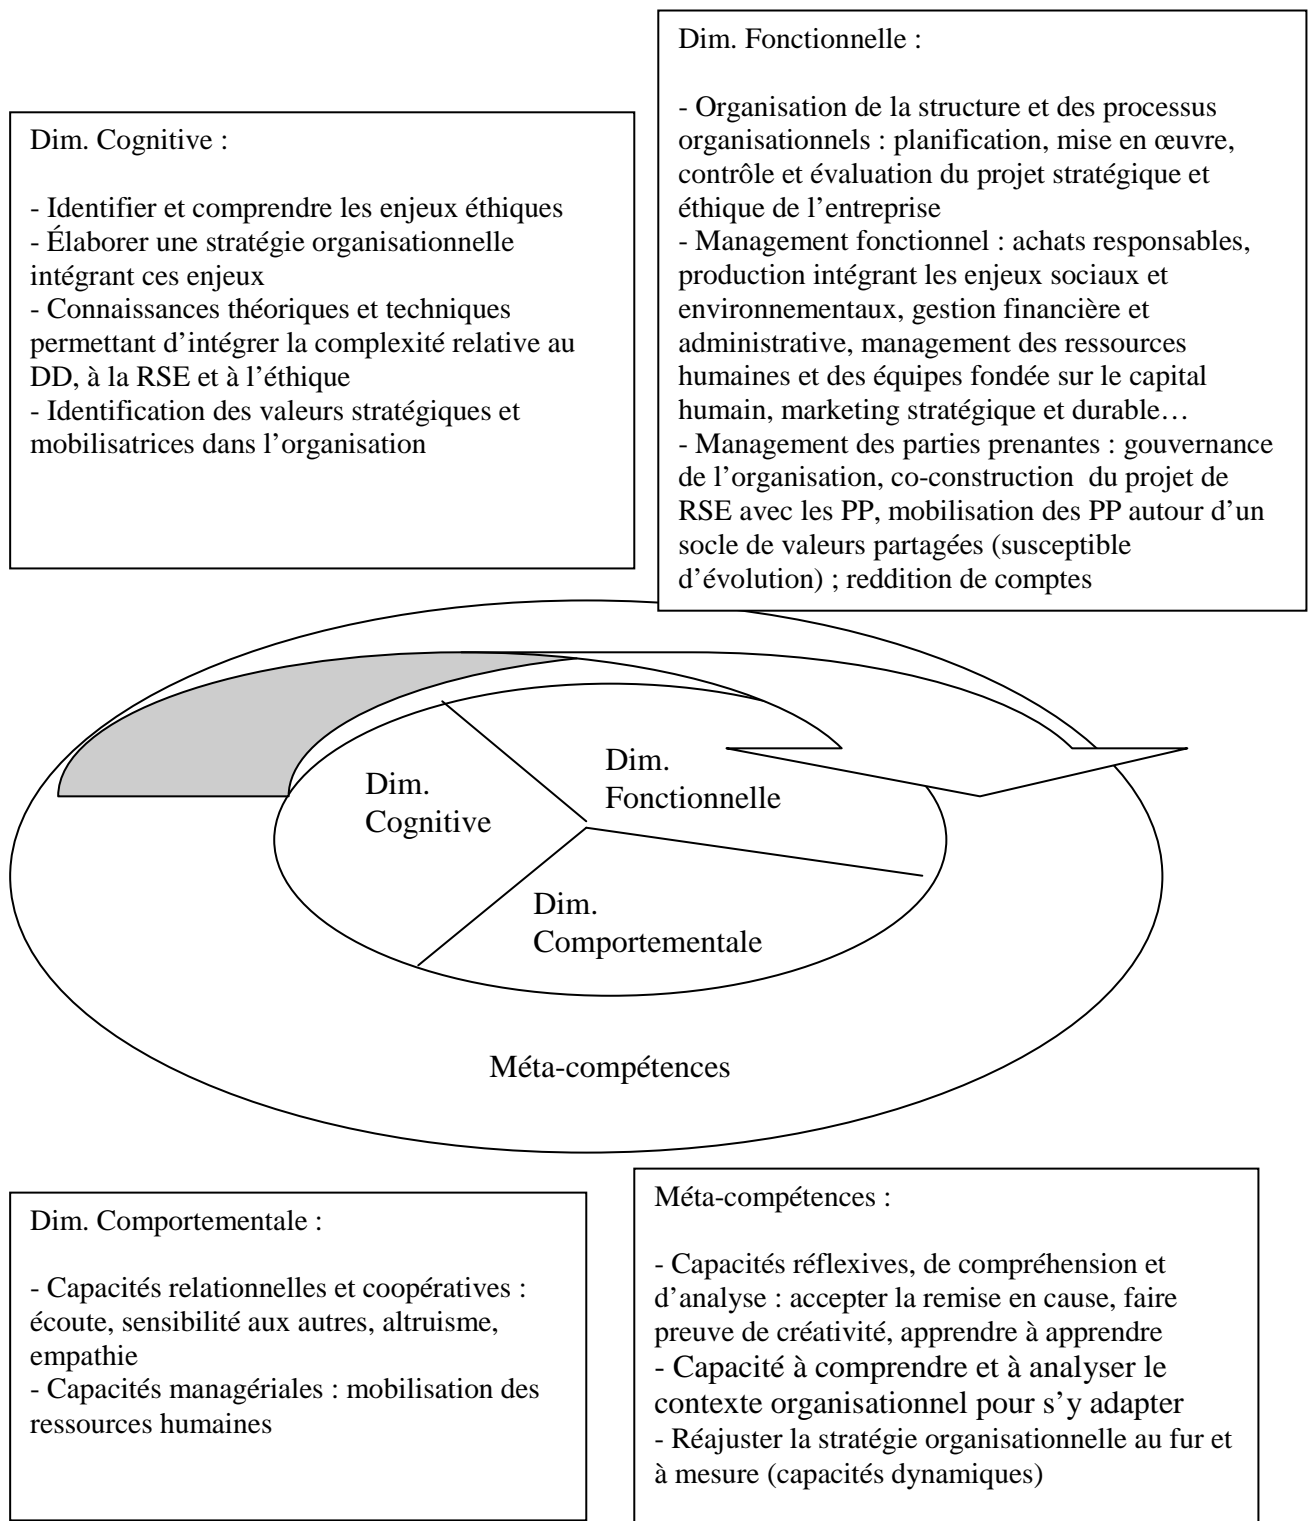 Dim. Fonctionnelle :
- Organisation de la structure et des processus
organisationnels : planification, mise en œuvre,
contrôle et évaluation du projet stratégique et
éthique de l’entreprise
- Management fonctionnel : achats responsables,
production intégrant les enjeux sociaux et
environnementaux, gestion financière et
administrative, management des ressources
humaines et des équipes fondée sur le capital
humain, marketing stratégique et durable…
- Management des parties prenantes : gouvernance
de l’organisation, co-construction du projet de
RSE avec les PP, mobilisation des PP autour d’un
socle de valeurs partagées (susceptible
d’évolution) ; reddition de comptes
Dim. Cognitive :
- Identifier et comprendre les enjeux éthiques
- Élaborer une stratégie organisationnelle
intégrant ces enjeux
- Connaissances théoriques et techniques
permettant d’intégrer la complexité relative au
DD, à la RSE et à l’éthique
- Identification des valeurs stratégiques et
mobilisatrices dans l’organisation
Dim.
Cognitive
Dim.
Fonctionnelle
Dim.
Comportementale
Méta-compétences
Dim. Comportementale :
- Capacités relationnelles et coopératives :
écoute, sensibilité aux autres, altruisme,
empathie
- Capacités managériales : mobilisation des
ressources humaines
Méta-compétences :
- Capacités réflexives, de compréhension et
d’analyse : accepter la remise en cause, faire
preuve de créativité, apprendre à apprendre
- Capacité à comprendre et à analyser le
contexte organisationnel pour s’y adapter
- Réajuster la stratégie organisationnelle au fur et
à mesure (capacités dynamiques)